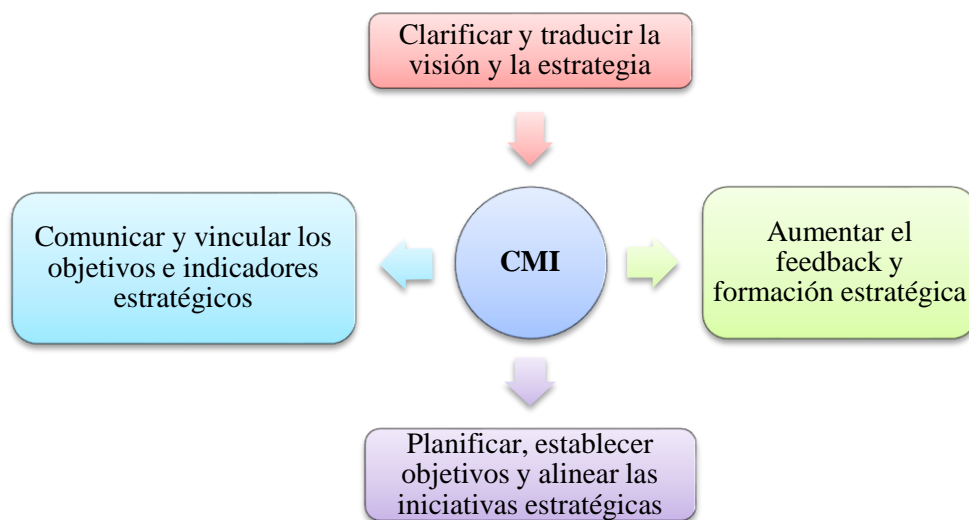 Clarificar y traducir la
visión y la estrategia
Comunicar y vincular los
objetivos e indicadores
estratégicos
CMI
Aumentar el
feedback y
formación estratégica
Planificar, establecer
objetivos y alinear las
iniciativas estratégicas